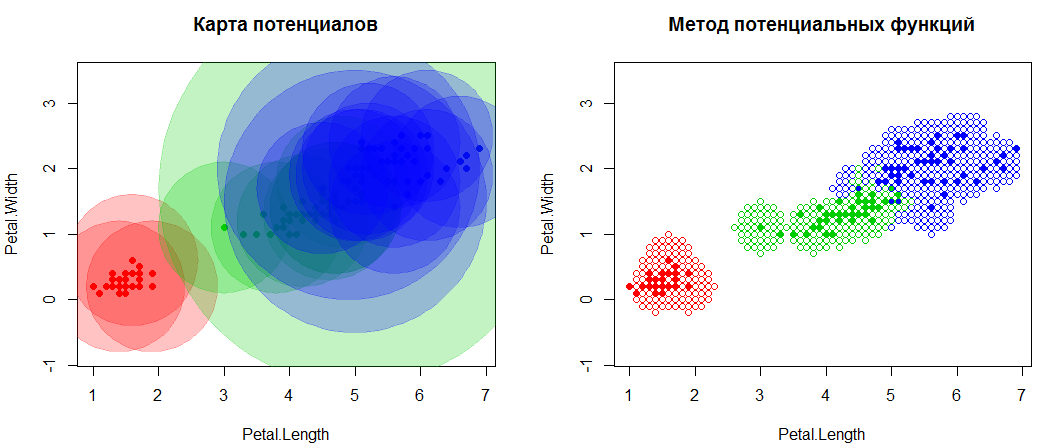 Карта потенциалов
Petal.Width
3
2
1
0
-1
1 2 3 4 5 6 7
Petal.Length
Метод потенциальных функций
Petal.Width
3
2
1
0
-1
1 2 3 4 5 6 7
Petal.Length